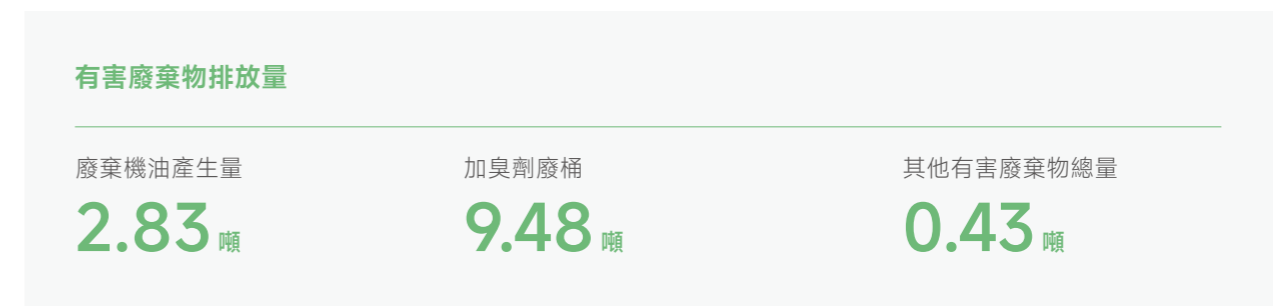 有害廢棄物排放量
廢棄機油產生量 加臭劑廢桶 其他有害廢棄物總量
2.83 噸 9.48 噸 0.43 噸